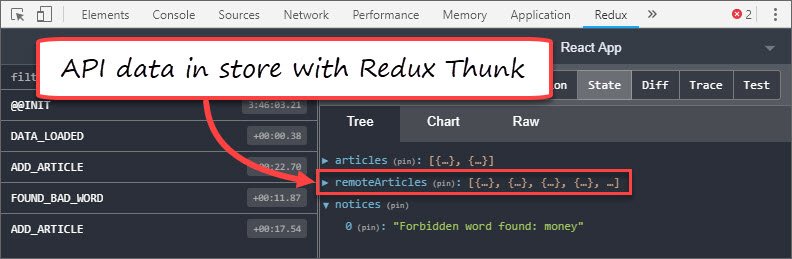 Elements Console Sources Network Performance Memory Application Redux » 2
React App
API data in store with Redux Thunk
filt
on State Diff Trace Test
@@INIT 3:46:03.21
DATA_LOADED +00:00.38
ADD_ARTICLE +00:22.70
FOUND_BAD_WORD +00:11.87
ADD_ARTICLE +00:17.54
Tree Chart Raw
articles (pin): [{…}, {…}]
remoteArticles (pin): [{…}, {…}, {…}, {…}, …]
notices (pin)
0 (pin): "Forbidden word found: money"